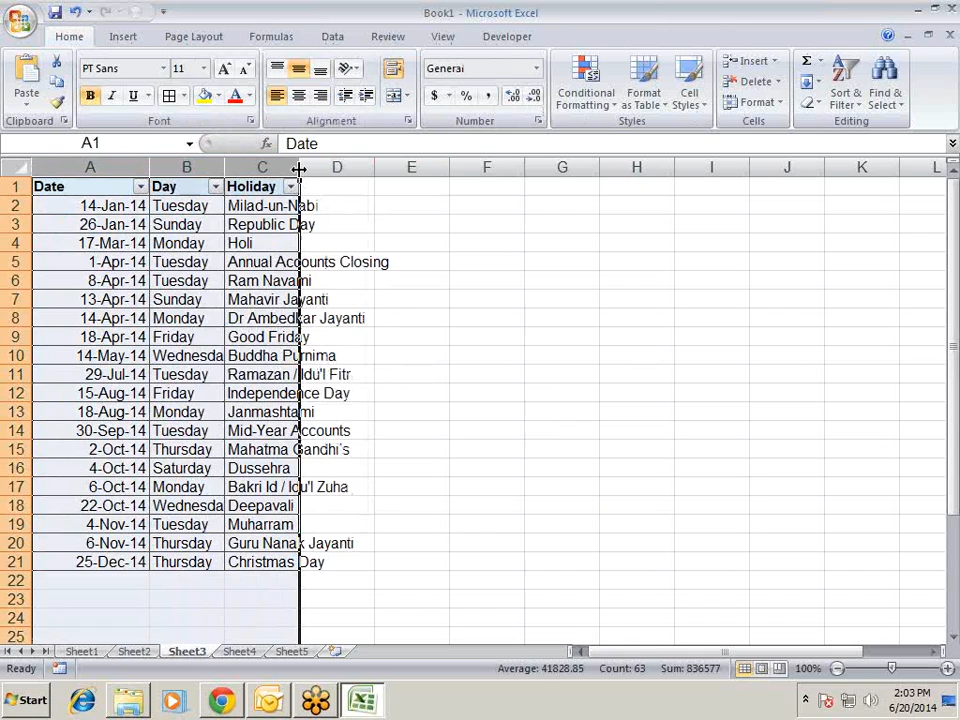 Book1 - Microsoft Excel
Home Insert Page Layout Formulas Data Review View Developer
Paste PT Sans 11 A A General Conditional Formatting Format as Table Cell Styles Insert Delete Format Sort & Filter Find & Select
B I U A $ % ,
Clipboard Font Alignment Number Styles Cells Editing
A1 fx Date
A B C D E F G H I J K L
1 Date Day Holiday
2 14-Jan-14 Tuesday Milad-un-Nabi
3 26-Jan-14 Sunday Republic Day
4 17-Mar-14 Monday Holi
5 1-Apr-14 Tuesday Annual Accounts Closing
6 8-Apr-14 Tuesday Ram Navami
7 13-Apr-14 Sunday Mahavir Jayanti
8 14-Apr-14 Monday Dr Ambedkar Jayanti
9 18-Apr-14 Friday Good Friday
10 14-May-14 Wednesda Buddha Purnima
11 29-Jul-14 Tuesday Ramazan / Idu'l Fitr
12 15-Aug-14 Friday Independence Day
13 18-Aug-14 Monday Janmashtami
14 30-Sep-14 Tuesday Mid-Year Accounts
15 2-Oct-14 Thursday Mahatma Gandhi's
16 4-Oct-14 Saturday Dussehra
17 6-Oct-14 Monday Bakri Id / Idu'l Zuha
18 22-Oct-14 Wednesda Deepavali
19 4-Nov-14 Tuesday Muharram
20 6-Nov-14 Thursday Guru Nanak Jayanti
21 25-Dec-14 Thursday Christmas Day
22
23
24
25
Sheet1 Sheet2 Sheet3 Sheet4 Sheet5
Ready Average: 41828.85 Count: 63 Sum: 836577 100%
Start 2:03 PM
6/20/2014